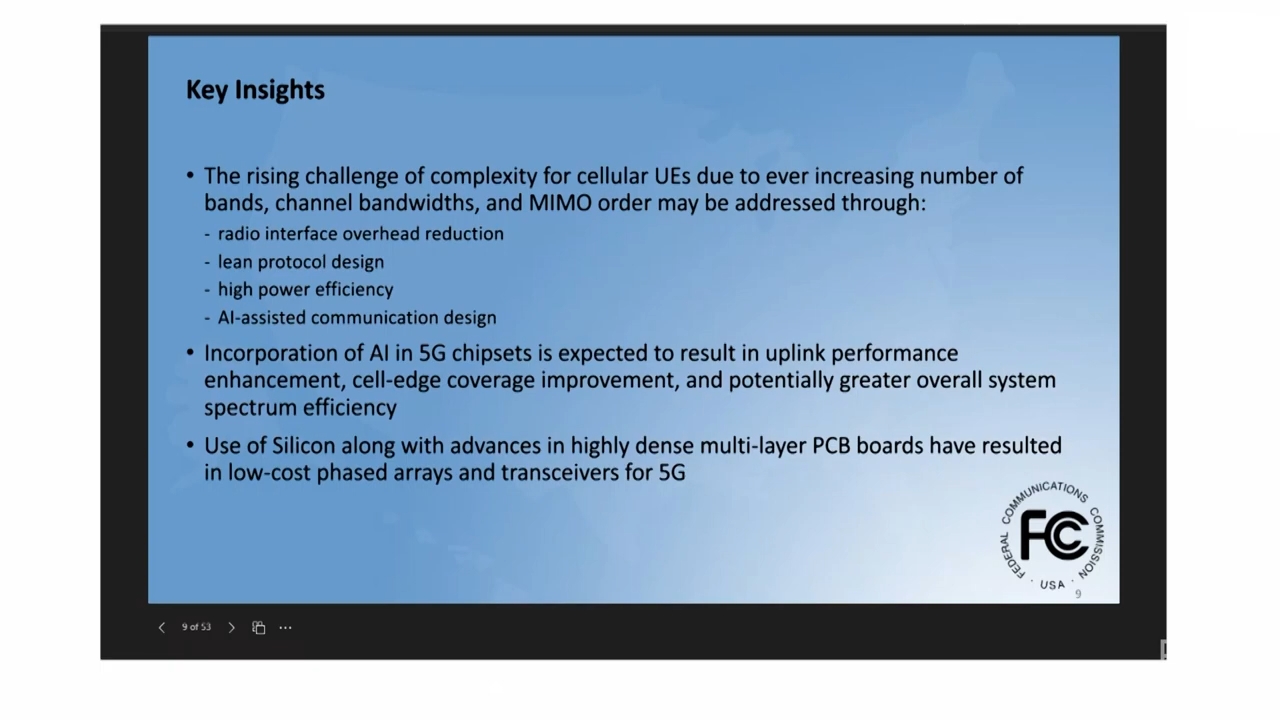 Key Insights
• The rising challenge of complexity for cellular UEs due to ever increasing number of
bands, channel bandwidths, and MIMO order may be addressed through:
- radio interface overhead reduction
- lean protocol design
- high power efficiency
- AI-assisted communication design
• Incorporation of AI in 5G chipsets is expected to result in uplink performance
enhancement, cell-edge coverage improvement, and potentially greater overall system
spectrum efficiency
• Use of Silicon along with advances in highly dense multi-layer PCB boards have resulted
in low-cost phased arrays and transceivers for 5G
FEDERAL COMMUNICATIONS COMMISSION
FCC
· USA ·
9
9 of 53